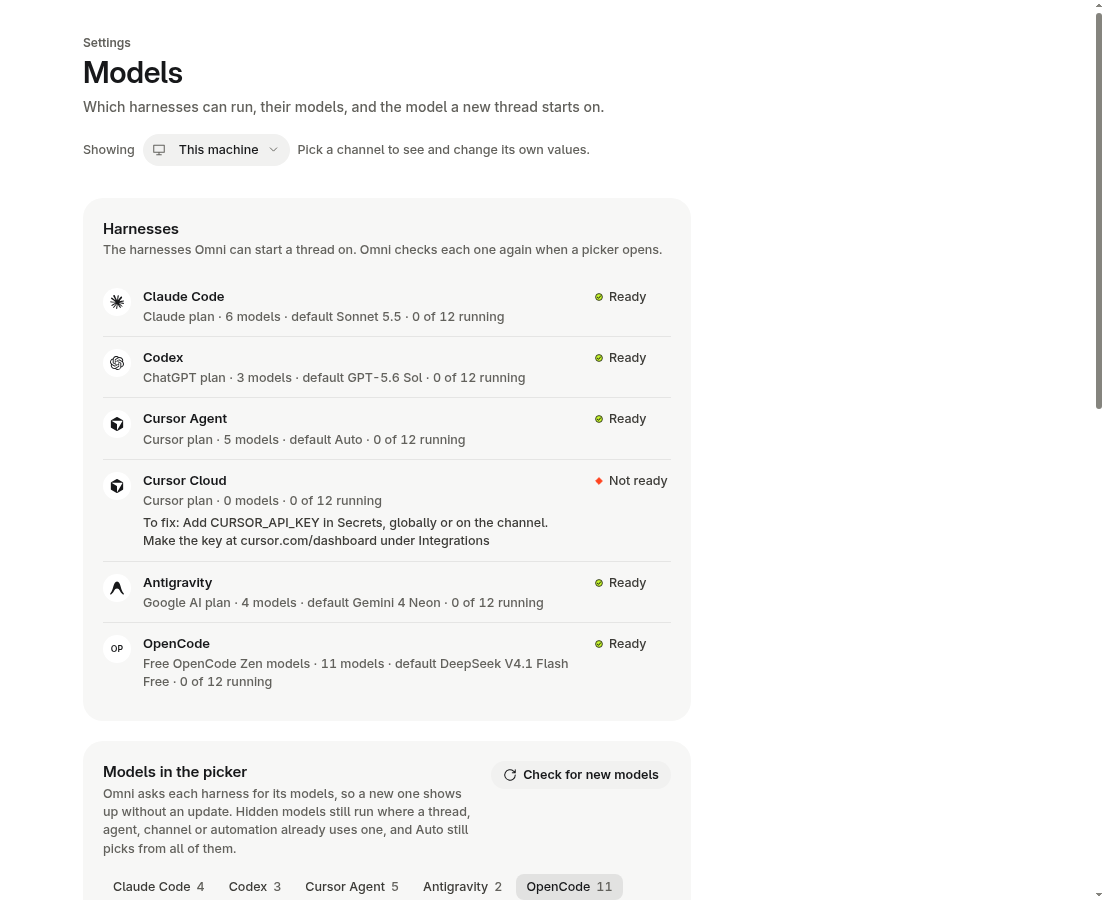 Settings
Models
Which harnesses can run, their models, and the model a new thread starts on.
Showing This machine Pick a channel to see and change its own values.
Harnesses
The harnesses Omni can start a thread on. Omni checks each one again when a picker opens.
Claude Code Ready
Claude plan · 6 models · default Sonnet 5.5 · 0 of 12 running
Codex Ready
ChatGPT plan · 3 models · default GPT-5.6 Sol · 0 of 12 running
Cursor Agent Ready
Cursor plan · 5 models · default Auto · 0 of 12 running
Cursor Cloud Not ready
Cursor plan · 0 models · 0 of 12 running
To fix: Add CURSOR_API_KEY in Secrets, globally or on the channel.
Make the key at cursor.com/dashboard under Integrations
Antigravity Ready
Google AI plan · 4 models · default Gemini 4 Neon · 0 of 12 running
OP OpenCode Ready
Free OpenCode Zen models · 11 models · default DeepSeek V4.1 Flash
Free · 0 of 12 running
Models in the picker Check for new models
Omni asks each harness for its models, so a new one shows
up without an update. Hidden models still run where a thread,
agent, channel or automation already uses one, and Auto still
picks from all of them.
Claude Code 4 Codex 3 Cursor Agent 5 Antigravity 2 OpenCode 11